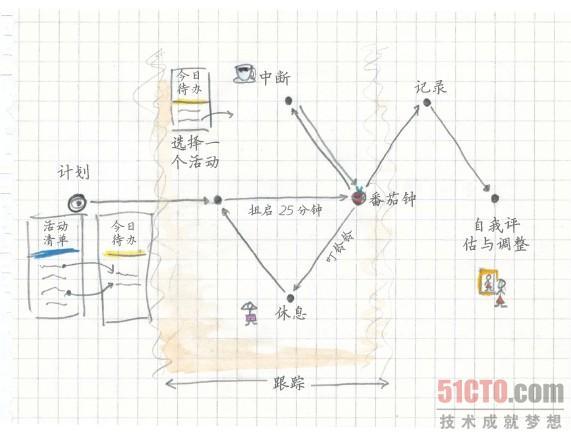 今日
待办
中断
记录
选择一
个活动
计划
扭启 25 分钟
番茄钟
活动
清单
今日
待办
自我评
估与调整
叮铃铃
休息
跟踪
51CTO.com
技术成就梦想